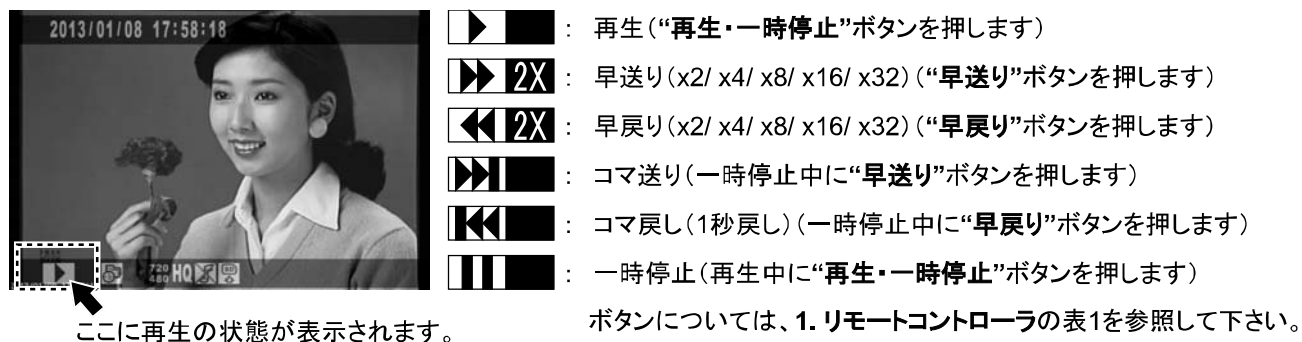 2013/01/08 17:58:18
720
480 HQ
ここに再生の状態が表示されます。
: 再生(“再生・一時停止”ボタンを押します)
2X : 早送り(x2/ x4/ x8/ x16/ x32)(“早送り”ボタンを押します)
2X : 早戻り(x2/ x4/ x8/ x16/ x32)(“早戻り”ボタンを押します)
: コマ送り(一時停止中に“早送り”ボタンを押します)
: コマ戻し(1秒戻し)(一時停止中に“早戻り”ボタンを押します)
: 一時停止(再生中に“再生・一時停止”ボタンを押します)
ボタンについては、1. リモートコントローラの表1を参照して下さい。